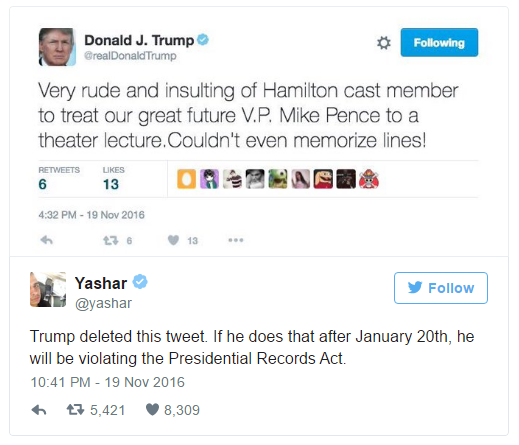 Donald J. Trump
@realDonaldTrump
Following
Very rude and insulting of Hamilton cast member
to treat our great future V.P. Mike Pence to a
theater lecture.Couldn't even memorize lines!
RETWEETS LIKES
6 13
4:32 PM - 19 Nov 2016
6 13
Yashar
@yashar
Follow
Trump deleted this tweet. If he does that after January 20th, he
will be violating the Presidential Records Act.
10:41 PM - 19 Nov 2016
5,421 8,309